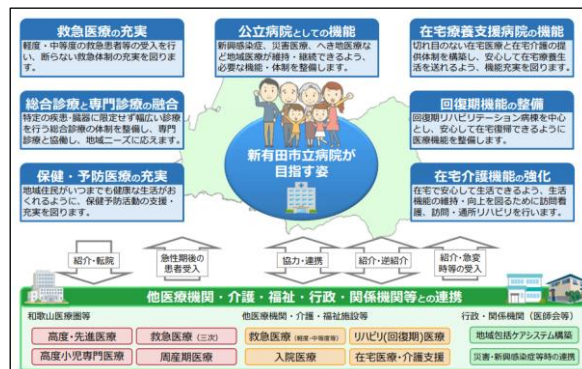 救急医療の充実
軽度・中等度の救急患者等の受入を行
い、断らない救急体制の充実を図りま
す。
公立病院としての機能
新興感染症、災害医療、へき地医療な
ど地域医療が維持・継続できるよう、
必要な機能・体制を整備します。
在宅療養支援病院の機能
切れ目のない在宅医療と在宅介護の提
供体制を構築し、安心して在宅療養生
活を送れるよう、機能充実を図ります。
総合診療と専門診療の融合
特定の疾患・臓器に限定せず幅広い診療
を行う総合診療の体制を整備し、専門
診療と協働し、地域ニーズに応えます。
回復期機能の整備
回復期リハビリテーション病棟を中心
とし、安心して在宅復帰できるように
医療機能を整備します。
新有田市立病院が
目指す姿
保健・予防医療の充実
地域住民がいつまでも健康な生活がお
くれるように、保健予防活動の支援・
充実を図ります。
在宅介護機能の強化
在宅で安心して生活できるよう、生活
機能の維持・向上を図るために訪問看
護、訪問・通所リハビリを行います。
紹介・転院
急性期後の
患者受入
協力・連携
紹介・逆紹介
紹介・急変
時等の受入
他医療機関・介護・福祉・行政・関係機関等との連携
和歌山医療圏等
他医療機関・介護・福祉施設等
行政・関係機関（医師会等）
高度・先進医療
救急医療（三次）
救急医療（軽度・中等度等）
リハビリ(回復期)医療
地域包括ケアシステム構築
高度小児専門医療
周産期医療
入院医療
在宅医療・介護支援
災害・新興感染症等時の連携